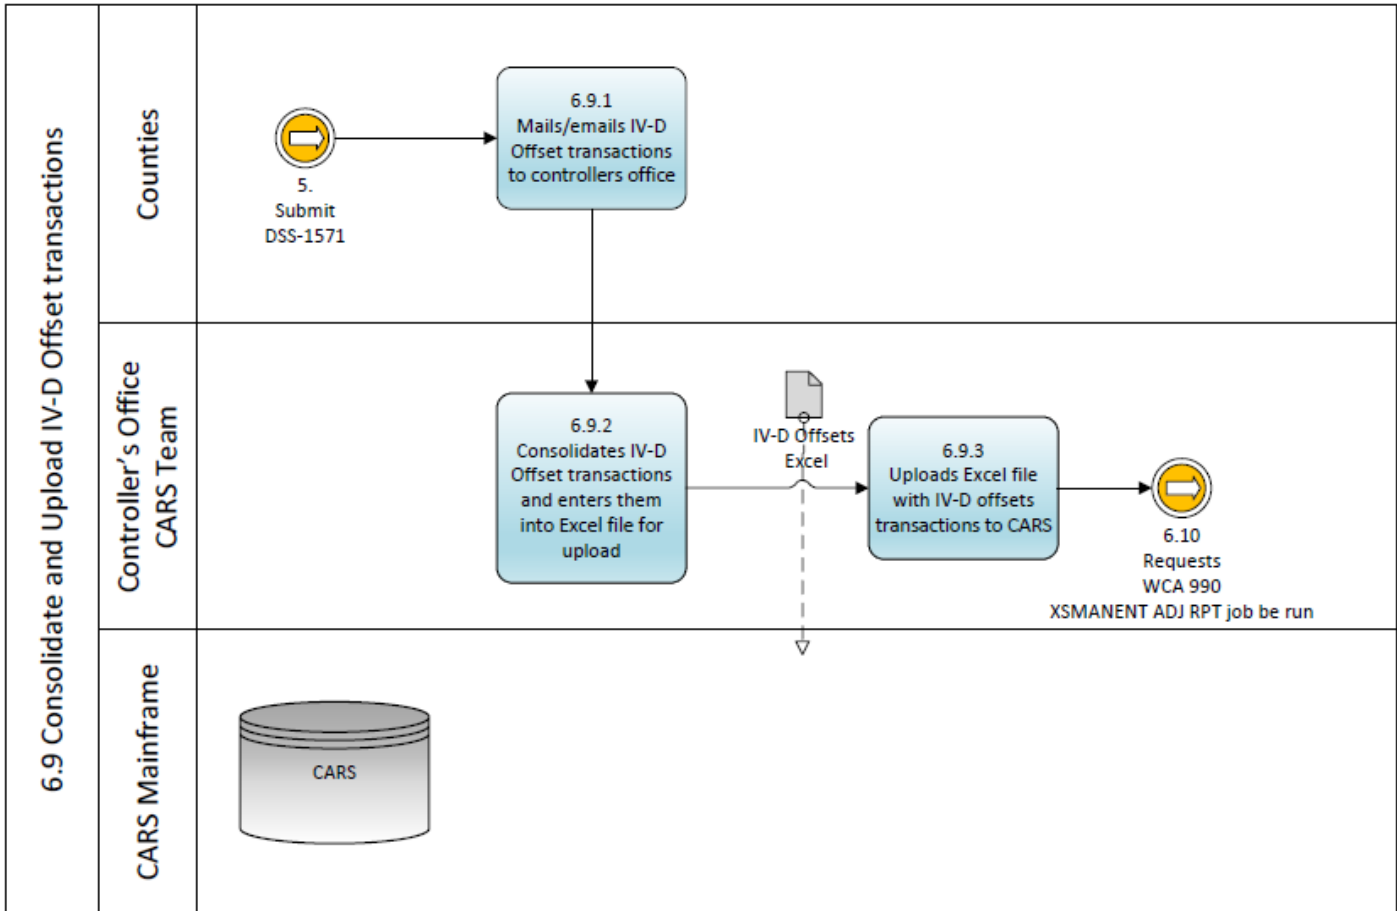 6.9 Consolidate and Upload IV-D Offset transactions
Counties
5.
Submit
DSS-1571
6.9.1
Mails/emails IV-D
Offset transactions
to controllers office
Controller's Office
CARS Team
6.9.2
Consolidates IV-D
Offset transactions
and enters them
into Excel file for
upload
IV-D Offsets
Excel
6.9.3
Uploads Excel file
with IV-D offsets
transactions to CARS
6.10
Requests
WCA 990
XSMANENT ADJ RPT job be run
CARS Mainframe
CARS